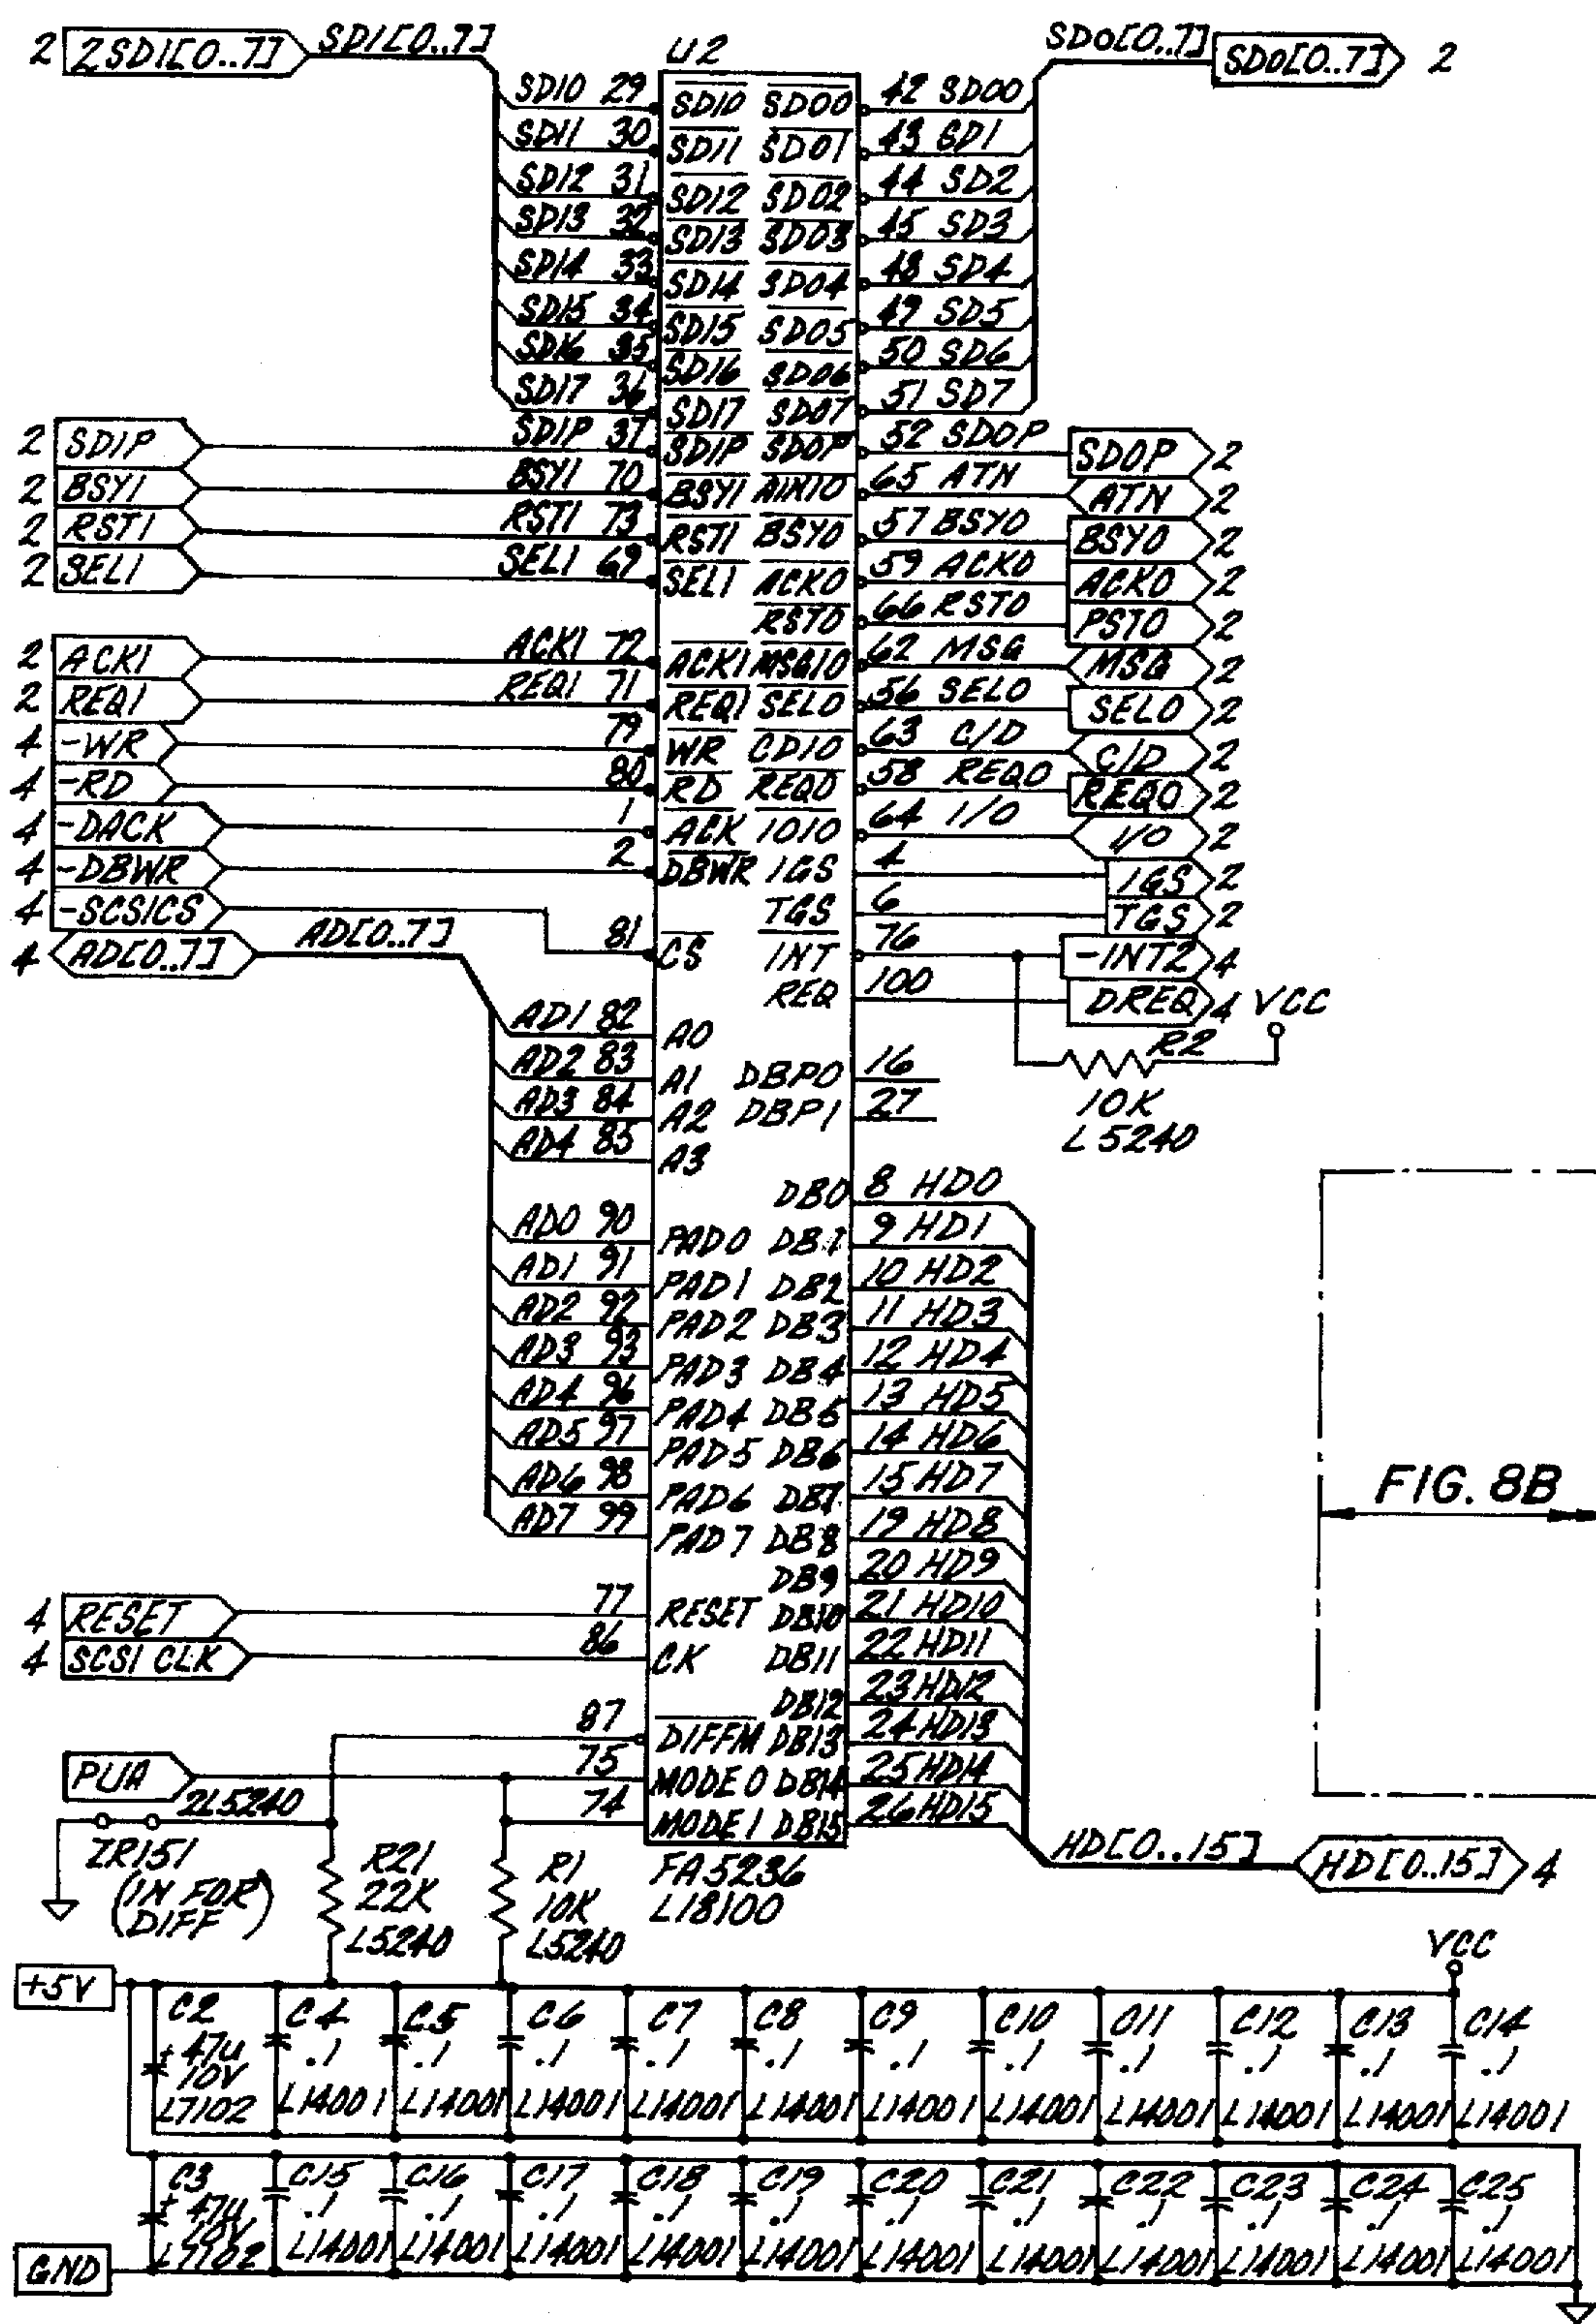 2 2SDI[0..7] SDI[0..7] U2 SDO[0..7] SDO[0..7] 2
SDI0 29 SDI0 SDO0 42 SDO0
SDI1 30 SDI1 SDO1 43 SD1
SDI2 31 SDI2 SDO2 44 SD2
SDI3 32 SDI3 SDO3 45 SD3
SDI4 33 SDI4 SDO4 48 SD4
SDI5 34 SDI5 SDO5 49 SD5
SDI6 35 SDI6 SDO6 50 SD6
SDI7 36 SDI7 SDO7 51 SD7
2 SDIP SDIP 37 SDIP SDOP 52 SDOP SDOP 2
2 BSYI BSYI 70 BSYI 65 ATN ATN 2
2 RSTI RSTI 73 RSTI BSYO 57 BSYO BSYO 2
2 SELI SELI 69 SELI ACKO 59 ACKO ACKO 2
RSTO 66 RSTO PSTO 2
2 ACKI ACKI 72 ACKI MSGIO 62 MSG MSG 2
2 REQI REQI 71 REQI SELO 56 SELO SELO 2
4 -WR 79 WR CDIO 63 C/D C/D 2
4 -RD 80 RD REQO 58 REQO REQO 2
4 -DACK 1 ACK IOIO 64 I/O I/O 2
4 -DBWR 2 DBWR IGS 4 IGS 2
4 -SCSICS TGS 6 TGS 2
4 AD[0..7] AD[0..7] 81 CS INT 76 -INT2 4
REQ 100 DREQ 4 VCC
AD1 82 A0 R2
AD2 83 A1 DBP0 16 10K
AD3 84 A2 DBP1 27 L5240
AD4 85 A3
DB0 8 HD0
AD0 90 PAD0 DB1 9 HD1
AD1 91 PAD1 DB2 10 HD2
AD2 92 PAD2 DB3 11 HD3
AD3 93 PAD3 DB4 12 HD4
AD4 96 PAD4 DB5 13 HD5
AD5 97 PAD5 DB6 14 HD6
AD6 98 PAD6 DB7 15 HD7
AD7 99 PAD7 DB8 19 HD8
FIG. 8B
DB9 20 HD9
4 RESET 77 RESET DB10 21 HD10
4 SCSI CLK 86 CK DB11 22 HD11
DB12 23 HD12
87 DIFFM DB13 24 HD13
PUA 75 MODE0 DB14 25 HD14
2L5240 74 MODE1 DB15 26 HD15
HD[0..15] HD[0..15] 4
ZR151 R21 R1 FA5236
(IN FOR 22K 10K L18100
DIFF) L5240 L5240
VCC
+5V
C2 C4 C5 C6 C7 C8 C9 C10 C11 C12 C13 C14
+ 47U .1 .1 .1 .1 .1 .1 .1 .1 .1 .1 .1
10V
L7102 L14001 L14001 L14001 L14001 L14001 L14001 L14001 L14001 L14001 L14001 L14001
C3 C15 C16 C17 C18 C19 C20 C21 C22 C23 C24 C25
+ 47U .1 .1 .1 .1 .1 .1 .1 .1 .1 .1 .1
10V
L7102 L14001 L14001 L14001 L14001 L14001 L14001 L14001 L14001 L14001 L14001 L14001
GND